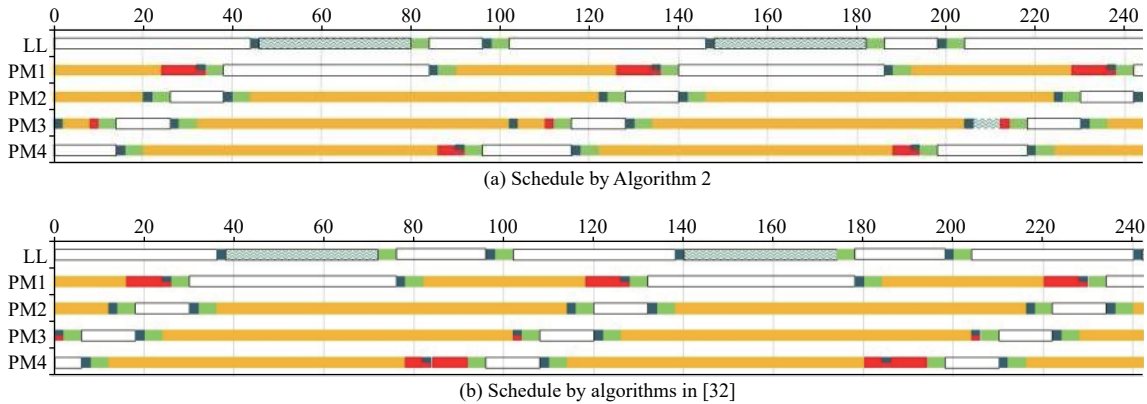 0 20 40 60 80 100 120 140 160 180 200 220 240
LL
PM1
PM2
PM3
PM4
(a) Schedule by Algorithm 2
0 20 40 60 80 100 120 140 160 180 200 220 240
LL
PM1
PM2
PM3
PM4
(b) Schedule by algorithms in [32]